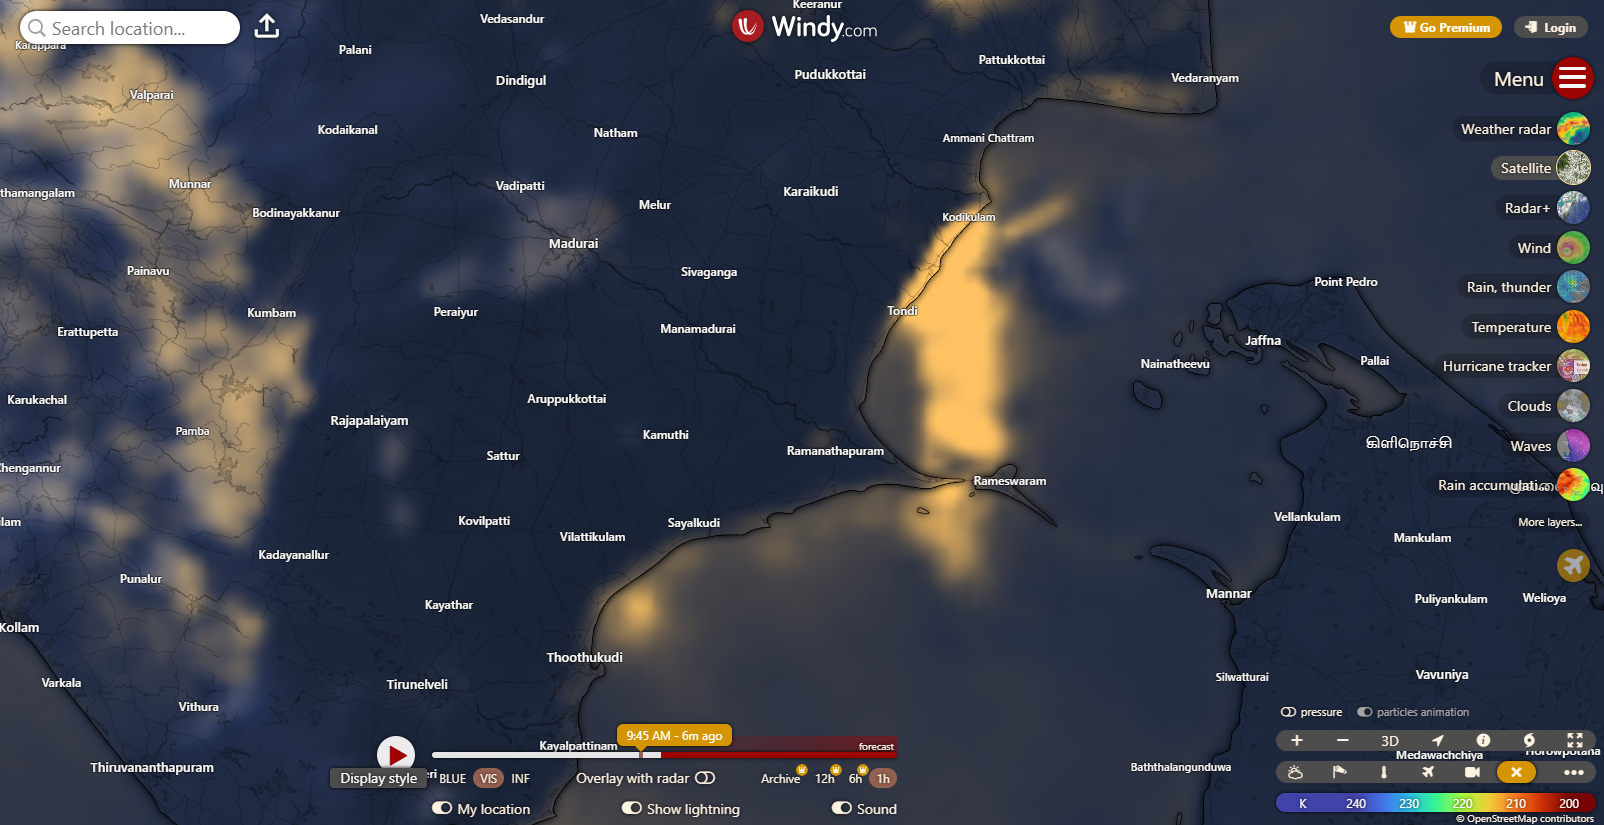 Search location...
Windy.com
Go Premium
Login
Menu
Weather radar
Satellite
Radar+
Wind
Rain, thunder
Temperature
Hurricane tracker
Clouds
Waves
Rain accumulati...
More layers...
Keeranur
Vedasandur
Karappara
Palani
Pattukkottai
Pudukkottai
Dindigul
Vedaranyam
Valparai
Kodaikanal
Natham
Ammani Chattram
Munnar
Vadipatti
Karaikudi
thamangalam
Melur
Bodinayakkanur
Kodikulam
Madurai
Painavu
Sivaganga
Point Pedro
Kumbam
Peraiyur
Tondi
Erattupetta
Manamadurai
Jaffna
Nainatheevu
Pallai
Karukachal
Aruppukkottai
Rajapalaiyam
Pamba
Kamuthi
கிளிநொச்சி
Sattur
Ramanathapuram
Chengannur
Rameswaram
Kovilpatti
Sayalkudi
Vellankulam
lam
Vilattikulam
Mankulam
Kadayanallur
Punalur
Mannar
Puliyankulam
Welioya
Kayathar
Kollam
Thoothukudi
Vavuniya
Silwatturai
Varkala
Tirunelveli
Vithura
Kayalpattinam
Thiruvananthapuram
Baththalangunduwa
Medawachchiya
Horowpotana
9:45 AM - 6m ago
forecast
Display style
eri
BLUE
VIS
INF
Overlay with radar
Archive
12h
6h
1h
My location
Show lightning
Sound
pressure
particles animation
+
−
3D
K 240 230 220 210 200
© OpenStreetMap contributors